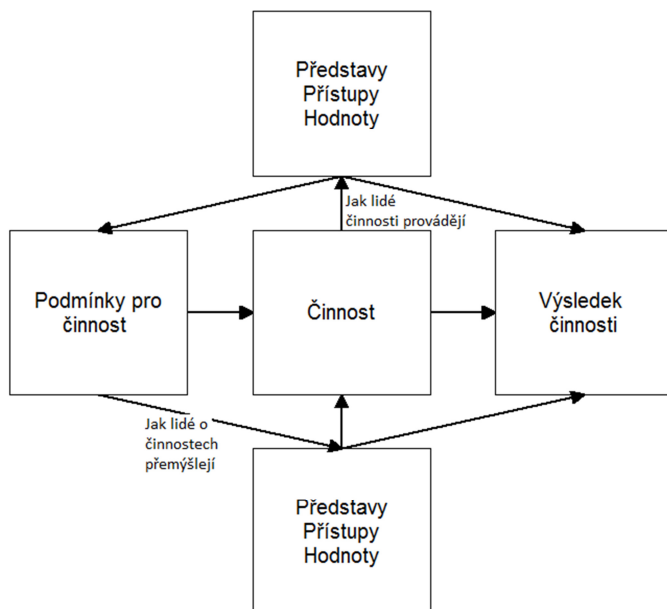 Představy
Přístupy
Hodnoty
Jak lidé
činnosti provádějí
Podmínky pro
činnost
Činnost
Výsledek
činnosti
Jak lidé o
činnostech
přemýšlejí
Představy
Přístupy
Hodnoty